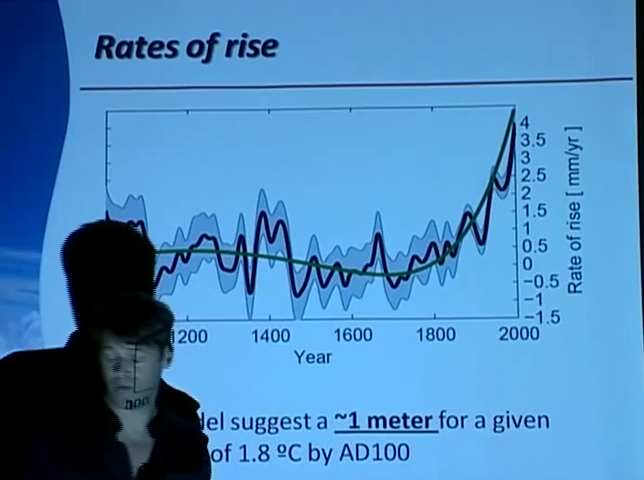 Rates of rise
4
3.5
3
2.5
2
1.5
1
0.5
0
−0.5
−1
−1.5
Rate of rise [ mm/yr ]
1200 1400 1600 1800 2000
Year
suggest a ~1 meter for a given
of 1.8 ºC by AD100